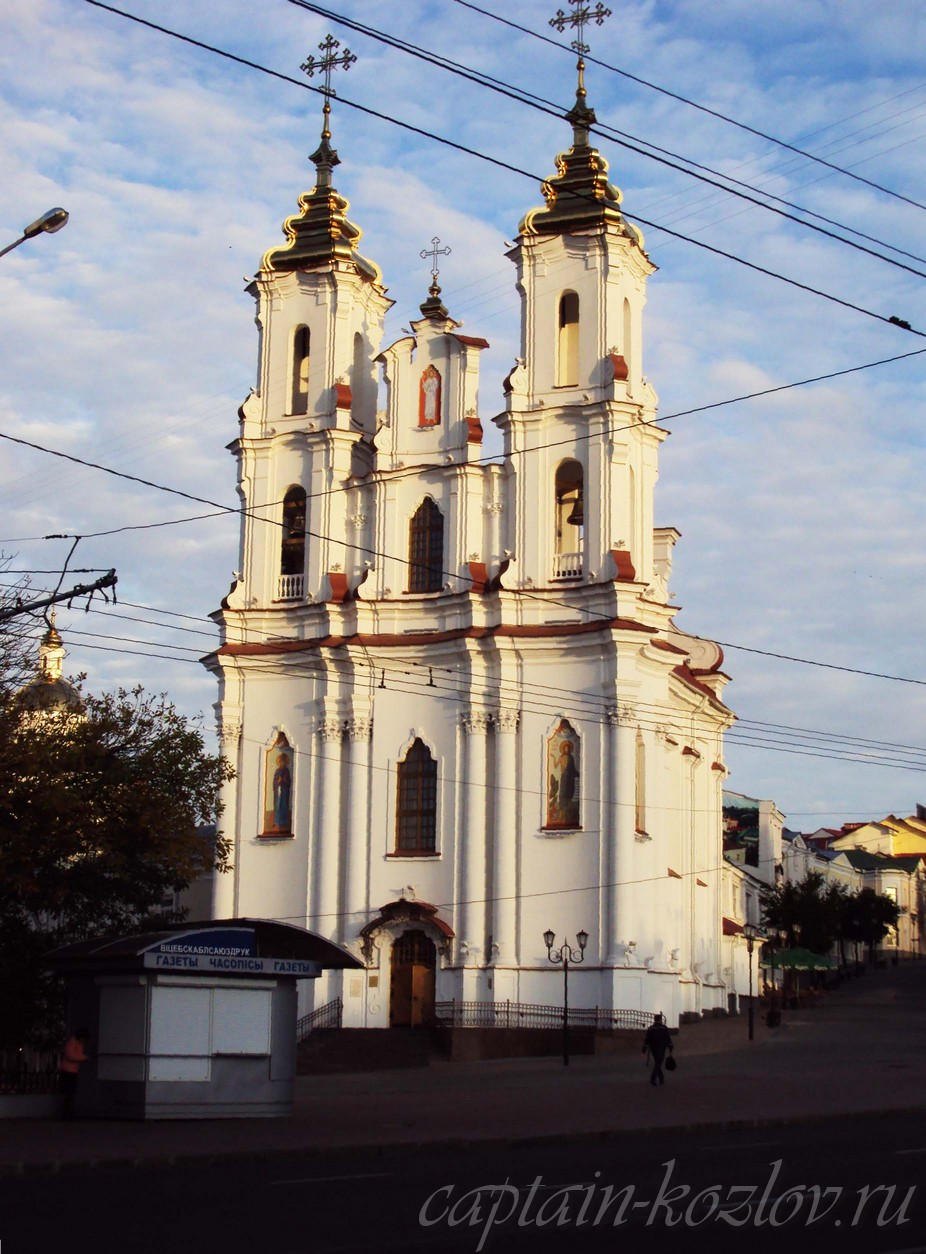 ВІЦЕБСКАБЛСАЮЗДРУК
ГАЗЕТЫ ЧАСОПІСЫ ГАЗЕТЫ
captain-kozlov.ru